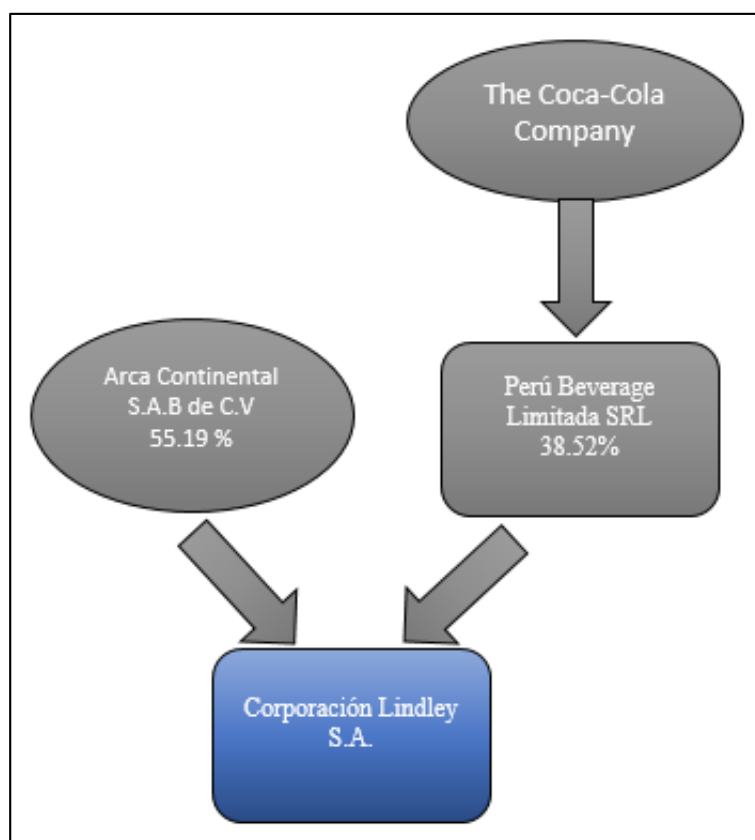 The Coca-Cola
Company
Arca Continental
S.A.B de C.V
55.19 %
Perú Beverage
Limitada SRL
38.52%
Corporación Lindley
S.A.